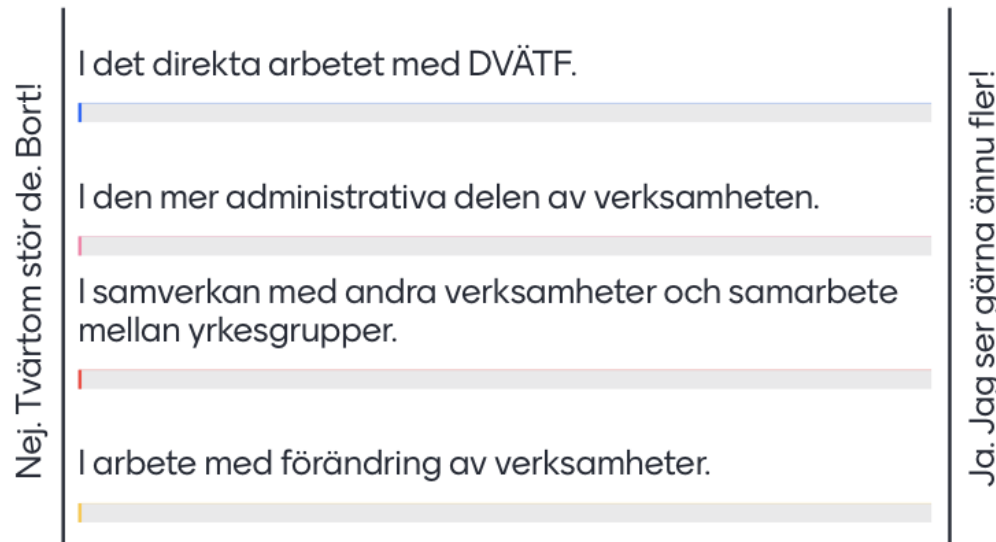 Nej. Tvärtom stör de. Bort!
I det direkta arbetet med DVÄTF.
I den mer administrativa delen av verksamheten.
I samverkan med andra verksamheter och samarbete
mellan yrkesgrupper.
I arbete med förändring av verksamheter.
Ja. Jag ser gärna ännu fler!